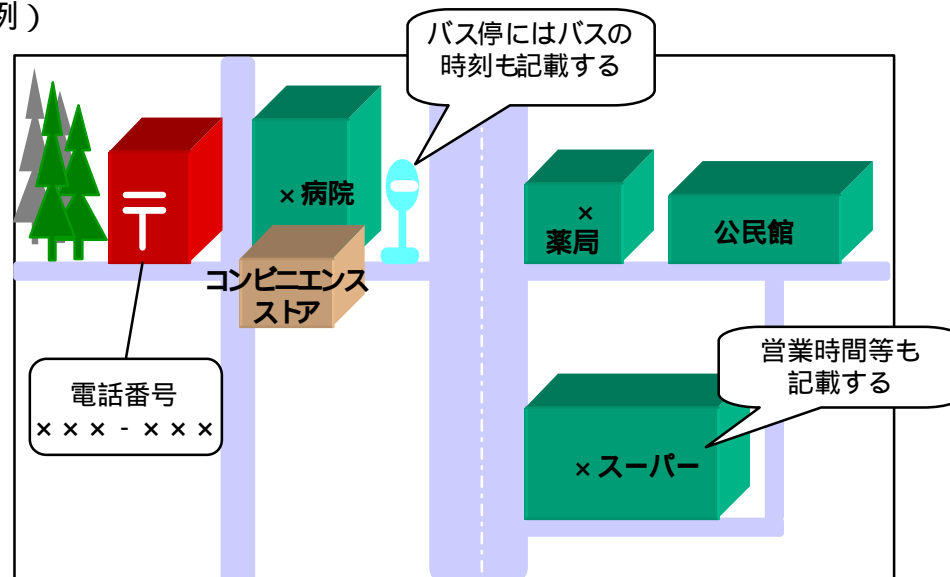 例）
バス停にはバスの
時刻も記載する
×病院
×
薬局
公民館
コンビニエンス
ストア
〒
営業時間等も
記載する
電話番号
×××-×××
×スーパー